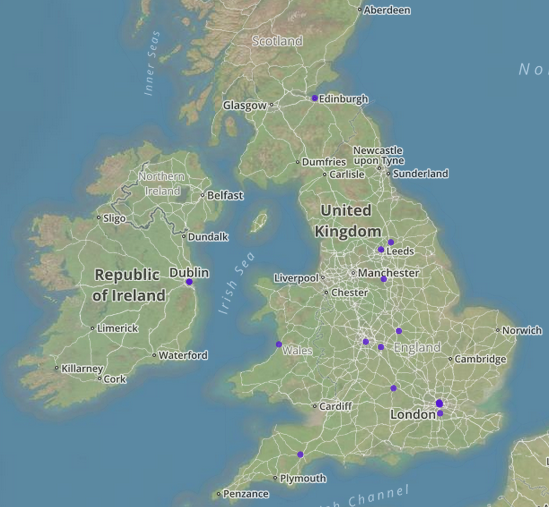 Aberdeen
Scotland
Inner Seas
No
Glasgow
Edinburgh
Newcastle
upon Tyne
Dumfries
Carlisle
Sunderland
Northern
Ireland
Belfast
Sligo
United
Kingdom
Dundalk
Leeds
Irish Sea
Dublin
Republic
of Ireland
Liverpool
Manchester
Chester
Limerick
Norwich
Wales
England
Waterford
Cambridge
Killarney
Cork
Cardiff
London
Plymouth
Penzance
sh Channel
L